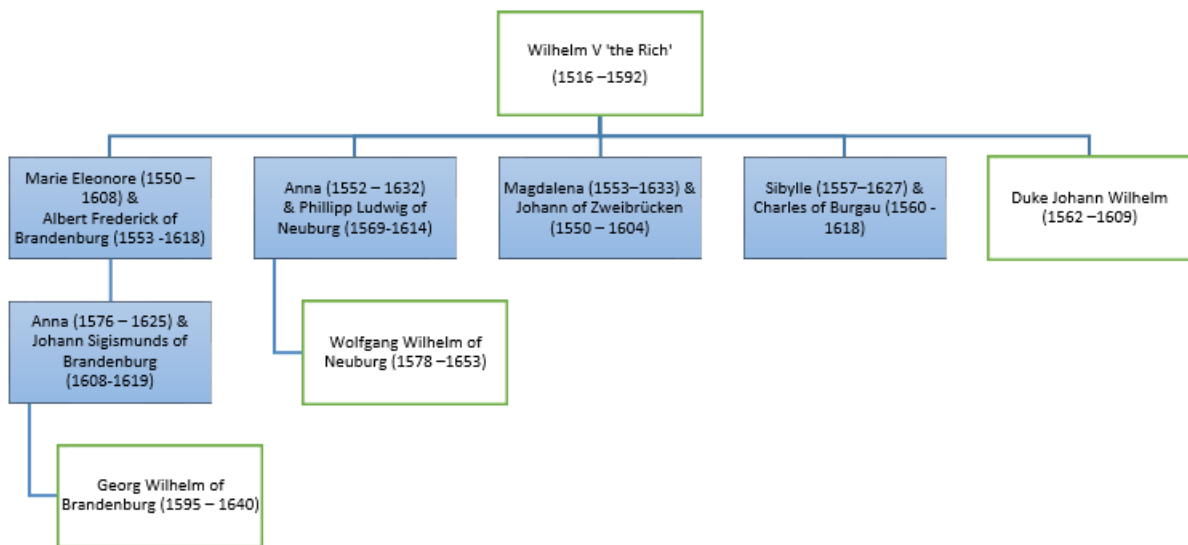 Wilhelm V 'the Rich'
(1516 –1592)
Marie Eleonore (1550 –
1608) &
Albert Frederick of
Brandenburg (1553 -1618)
Anna (1552 – 1632)
& Phillipp Ludwig of
Neuburg (1569-1614)
Magdalena (1553–1633) &
Johann of Zweibrücken
(1550 – 1604)
Sibylle (1557–1627) &
Charles of Burgau (1560 -
1618)
Duke Johann Wilhelm
(1562 –1609)
Anna (1576 – 1625) &
Johann Sigismunds of
Brandenburg
(1608-1619)
Wolfgang Wilhelm of
Neuburg (1578 –1653)
Georg Wilhelm of
Brandenburg (1595 – 1640)